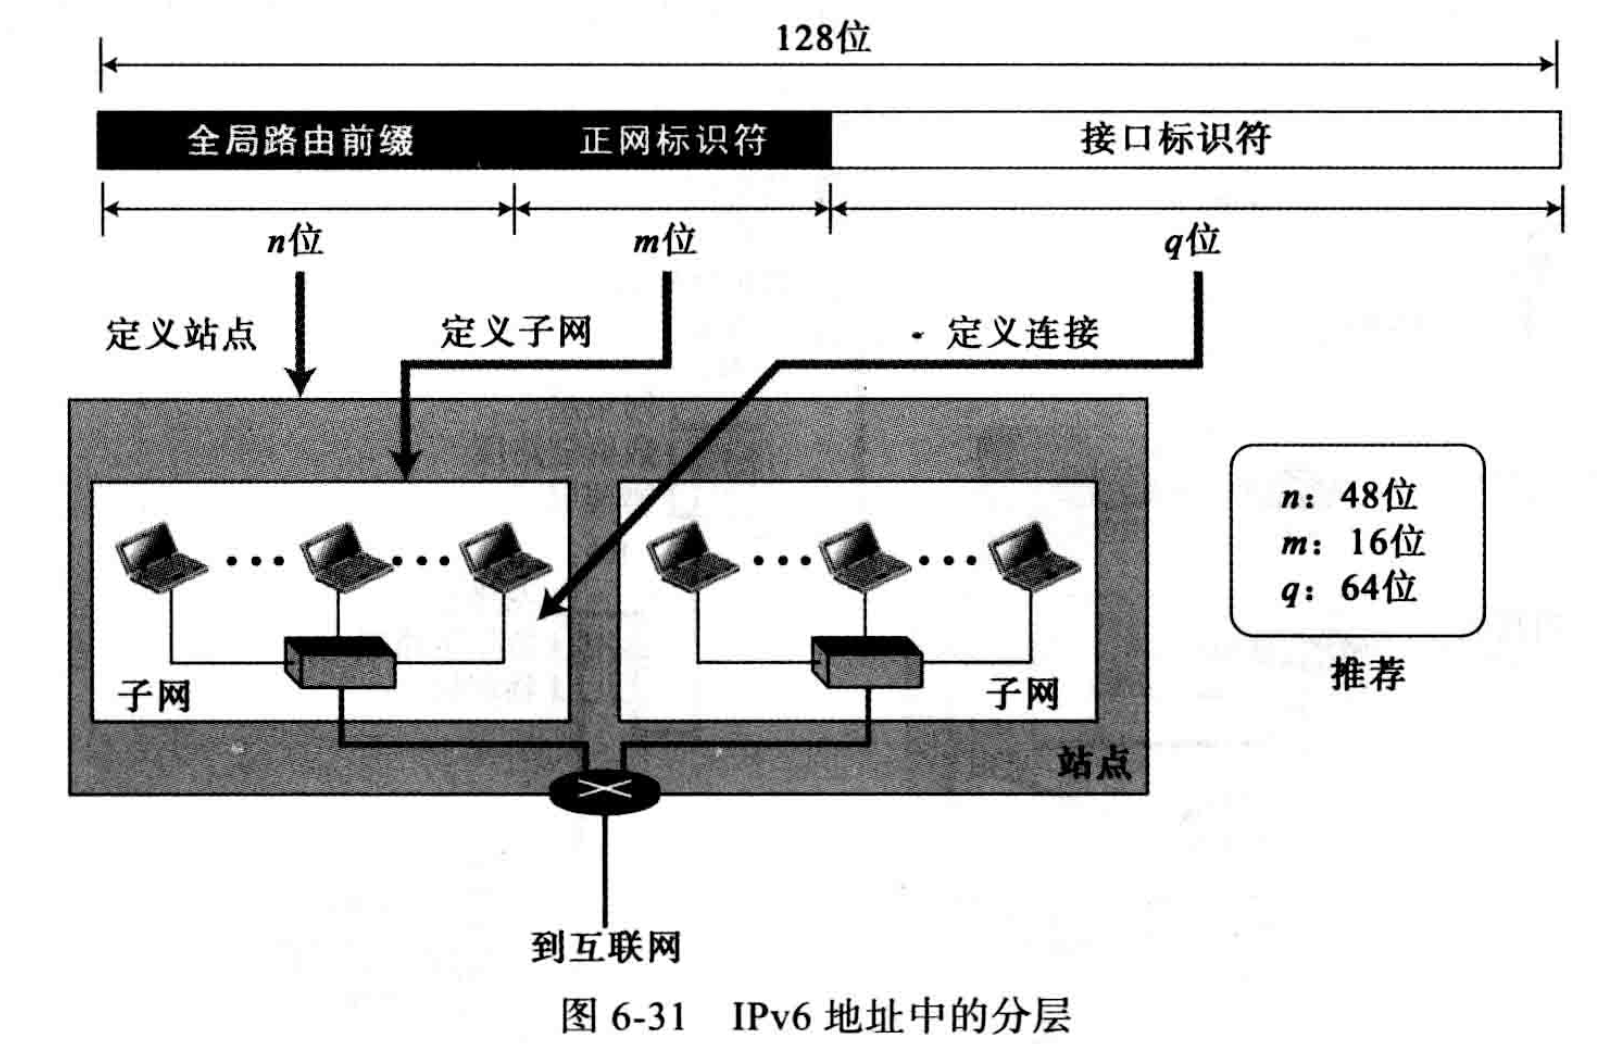 128位
全局路由前缀 正网标识符 接口标识符
n位 m位 q位
定义站点 定义子网 定义连接
n：48位
m：16位
q：64位
推荐
子网 子网
站点
到互联网
图 6-31 IPv6 地址中的分层